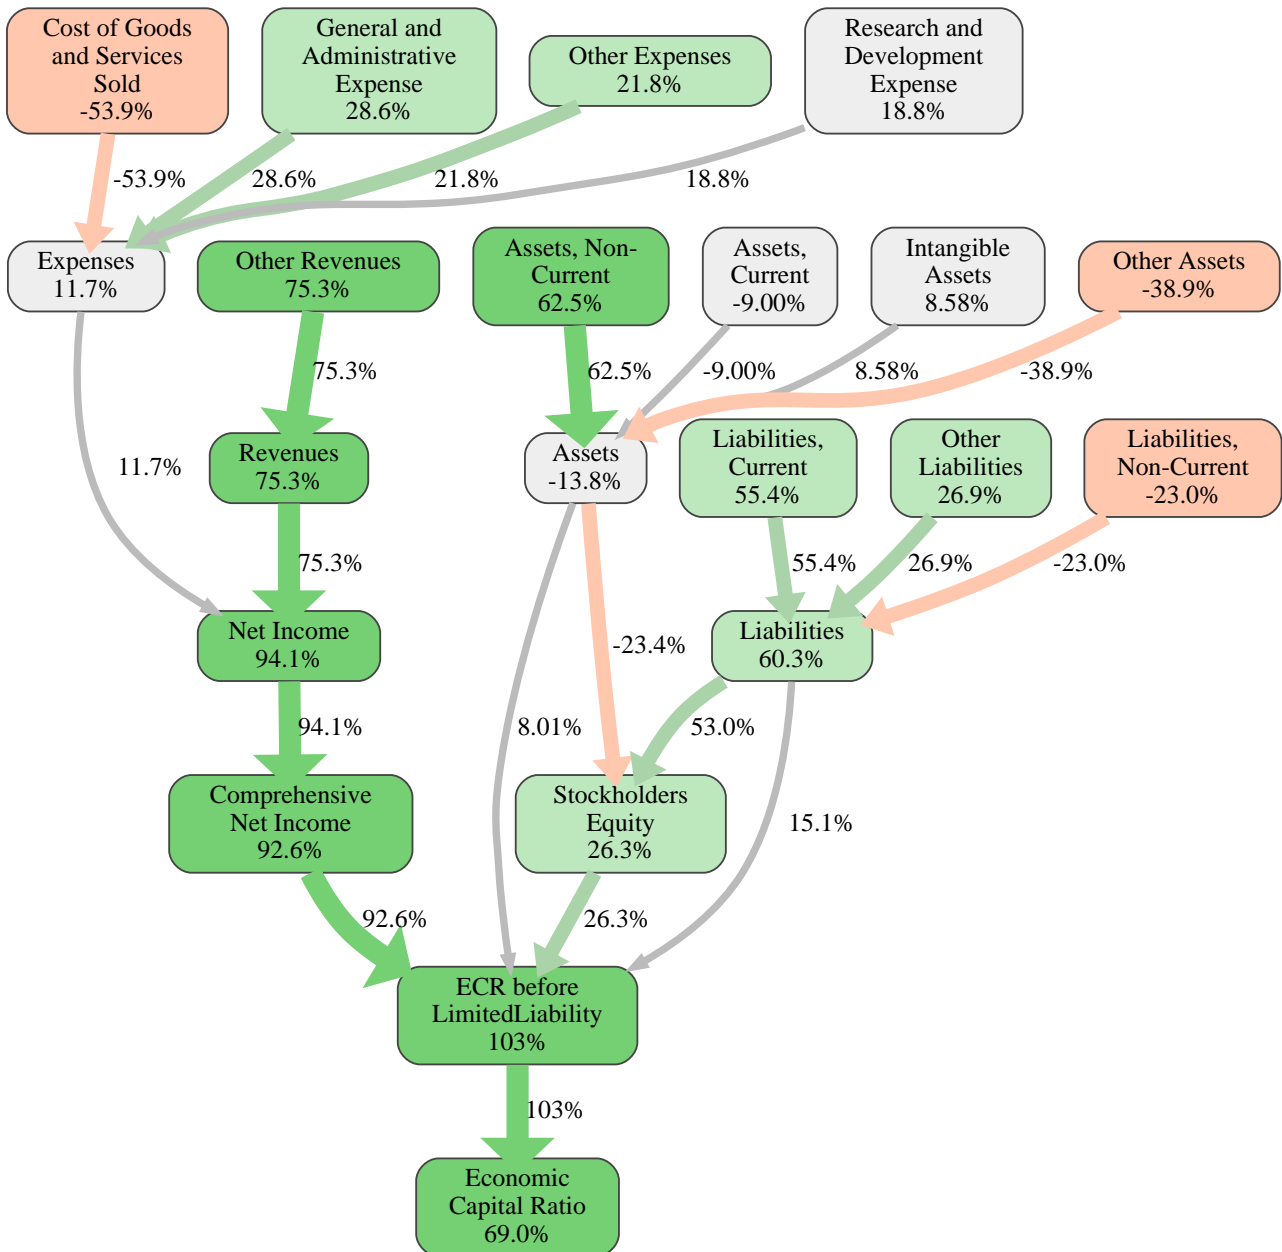 Cost of Goods
and Services
Sold
-53.9%
General and
Administrative
Expense
28.6%
Other Expenses
21.8%
Research and
Development
Expense
18.8%
-53.9%
28.6%
21.8%
18.8%
Expenses
11.7%
Other Revenues
75.3%
Assets, Non-
Current
62.5%
Assets,
Current
-9.00%
Intangible
Assets
8.58%
Other Assets
-38.9%
75.3%
62.5%
-9.00%
8.58%
-38.9%
11.7%
Revenues
75.3%
Assets
-13.8%
Liabilities,
Current
55.4%
Other
Liabilities
26.9%
Liabilities,
Non-Current
-23.0%
75.3%
55.4%
26.9%
-23.0%
Net Income
94.1%
-23.4%
Liabilities
60.3%
94.1%
8.01%
53.0%
Comprehensive
Net Income
92.6%
Stockholders
Equity
26.3%
15.1%
92.6%
26.3%
ECR before
LimitedLiability
103%
103%
Economic
Capital Ratio
69.0%